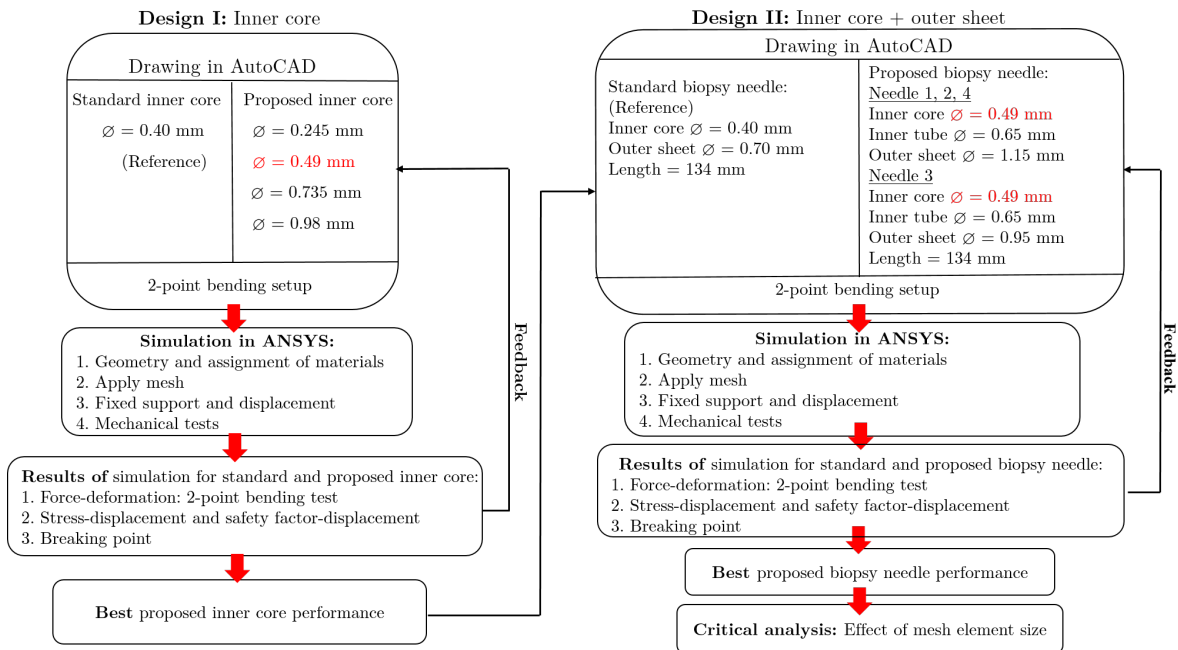 Design I: Inner core
Drawing in AutoCAD
Standard inner core
∅ = 0.40 mm
(Reference)
Proposed inner core
∅ = 0.245 mm
∅ = 0.49 mm
∅ = 0.735 mm
∅ = 0.98 mm
2-point bending setup
Simulation in ANSYS:
1. Geometry and assignment of materials
2. Apply mesh
3. Fixed support and displacement
4. Mechanical tests
Results of simulation for standard and proposed inner core:
1. Force-deformation: 2-point bending test
2. Stress-displacement and safety factor-displacement
3. Breaking point
Best proposed inner core performance
Feedback
Design II: Inner core + outer sheet
Drawing in AutoCAD
Standard biopsy needle:
(Reference)
Inner core ∅ = 0.40 mm
Outer sheet ∅ = 0.70 mm
Length = 134 mm
Proposed biopsy needle:
Needle 1, 2, 4
Inner core ∅ = 0.49 mm
Inner tube ∅ = 0.65 mm
Outer sheet ∅ = 1.15 mm
Needle 3
Inner core ∅ = 0.49 mm
Inner tube ∅ = 0.65 mm
Outer sheet ∅ = 0.95 mm
Length = 134 mm
2-point bending setup
Simulation in ANSYS:
1. Geometry and assignment of materials
2. Apply mesh
3. Fixed support and displacement
4. Mechanical tests
Results of simulation for standard and proposed biopsy needle:
1. Force-deformation: 2-point bending test
2. Stress-displacement and safety factor-displacement
3. Breaking point
Best proposed biopsy needle performance
Critical analysis: Effect of mesh element size
Feedback